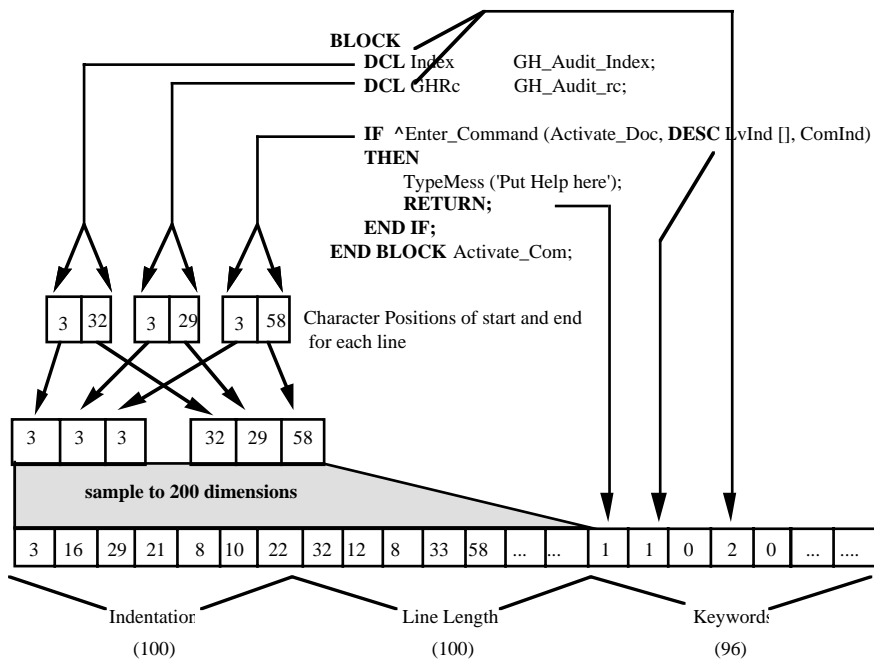 BLOCK
DCL Index GH_Audit_Index;
DCL GHRc GH_Audit_rc;
IF ^Enter_Command (Activate_Doc, DESC LvInd [], ComInd)
THEN
TypeMess ('Put Help here');
RETURN;
END IF;
END BLOCK Activate_Com;
3 32 3 29 3 58
Character Positions of start and end
for each line
3 3 3 32 29 58
sample to 200 dimensions
3 16 29 21 8 10 22 32 12 8 33 58 ... ... 1 1 0 2 0 ... ....
Indentation Line Length Keywords
(100) (100) (96)